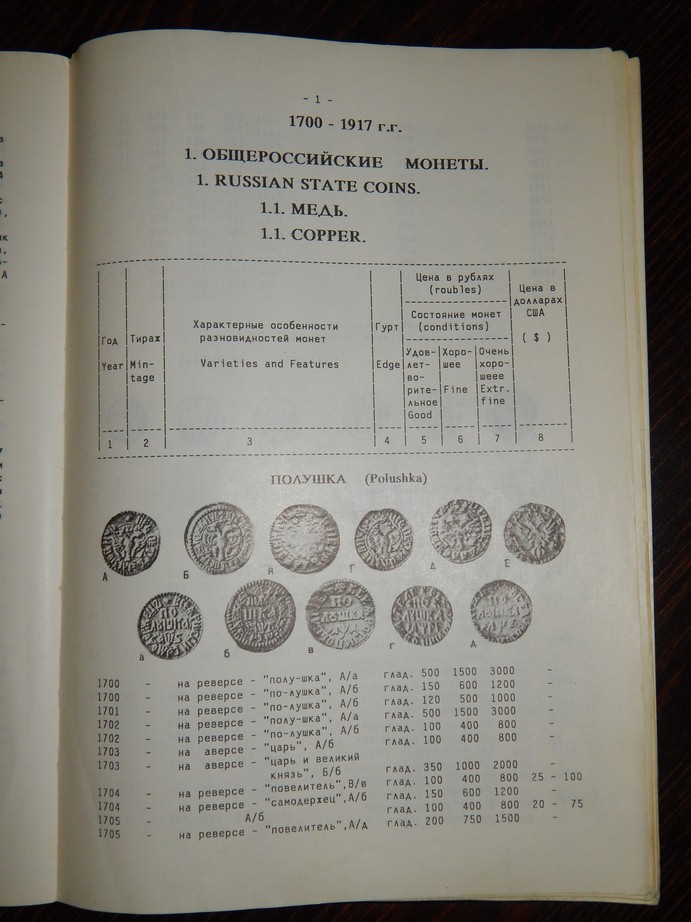 - 1 -
1700 - 1917 г.г.
1. ОБЩЕРОССИЙСКИЕ МОНЕТЫ.
1. RUSSIAN STATE COINS.
1.1. МЕДЬ.
1.1. COPPER.
Год
Year
Тираж
Min-
tage
Характерные особенности
разновидностей монет
Varieties and Features
Гурт
Edge
Цена в рублях
(roubles)
Состояние монет
(conditions)
Удов-
лет-
во-
рите-
льное
Good
Хоро-
шее
Fine
Очень
хоро-
шеее
Extr.
fine
Цена в
долларах
США
( $ )
1 2 3 4 5 6 7 8
ПОЛУШКА (Polushka)
А Б В Г Д Е
а б в г д
1700 - на реверсе - "полу-шка", А/а глад. 500 1500 3000 -
1700 - на реверсе - "по-лушка", А/б глад. 150 600 1200
1701 - на реверсе - "по-лушка", А/б глад. 120 500 1000
1702 - на реверсе - "полу-шка", А/а глад. 500 1500 3000
1702 - на реверсе - "по-лушка", А/б глад. 100 400 800
1703 - на аверсе - "царь", А/б глад. 100 400 800
1703 - на аверсе - "царь и великий
князь", Б/б глад. 350 1000 2000 -
1704 - на реверсе - "повелитель",В/в глад. 100 400 800 25 - 100
1704 - на реверсе - "самодержец",А/б глад. 150 600 1200 -
1705 - А/б глад. 100 400 800 20 - 75
1705 - на реверсе - "повелитель",А/д глад. 200 750 1500 -